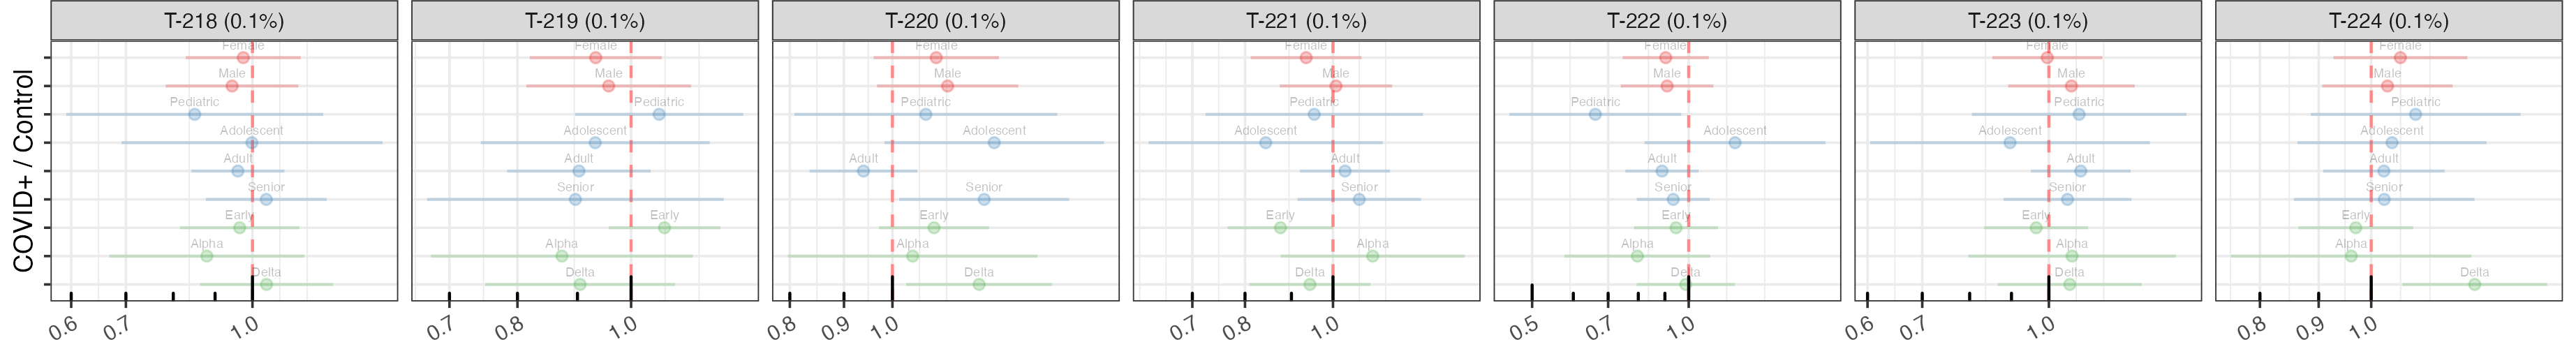 T-218 (0.1%)
T-219 (0.1%)
T-220 (0.1%)
T-221 (0.1%)
T-222 (0.1%)
T-223 (0.1%)
T-224 (0.1%)
COVID+ / Control
Female
Male
Pediatric
Adolescent
Adult
Senior
Early
Alpha
Delta
0.6
0.7
1.0
Female
Male
Pediatric
Adolescent
Adult
Senior
Early
Alpha
Delta
0.7
0.8
1.0
Female
Male
Pediatric
Adolescent
Adult
Senior
Early
Alpha
Delta
0.8
0.9
1.0
Female
Male
Pediatric
Adolescent
Adult
Senior
Early
Alpha
Delta
0.7
0.8
1.0
Female
Male
Pediatric
Adolescent
Adult
Senior
Early
Alpha
Delta
0.5
0.7
1.0
Female
Male
Pediatric
Adolescent
Adult
Senior
Early
Alpha
Delta
0.6
0.7
1.0
Female
Male
Pediatric
Adolescent
Adult
Senior
Early
Alpha
Delta
0.8
0.9
1.0